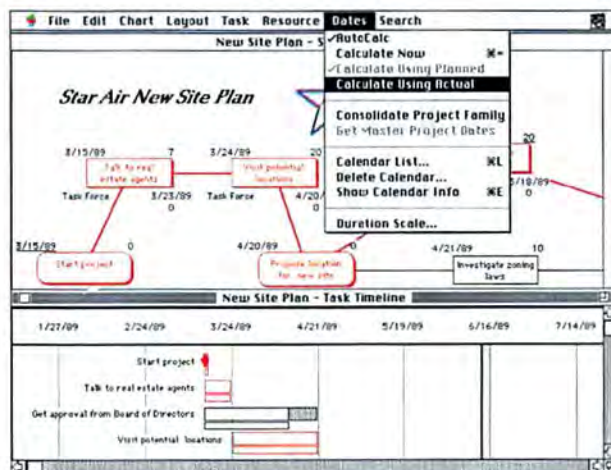 File Edit Chart Layout Task Resource Dates Search
New Site Plan - S
✓AutoCalc
Calculate Now ⌘=
✓Calculate Using Planned
Calculate Using Actual
Consolidate Project Family
Get Master Project Dates
Calendar List... ⌘L
Delete Calendar...
Show Calendar Info ⌘E
Duration Scale...
Star Air New Site Plan
3/15/89 7 3/24/89 20 20
Talk to real estate agents
Visit potential locations
Task Force 3/23/89 Task Force 4/20/ 5/18/89
0 0 0
3/15/89 0 4/20/89 0 4/21/89 10
Start project
Propose location for new site
Investigate zoning laws
New Site Plan - Task Timeline
1/27/89 2/24/89 3/24/89 4/21/89 5/19/89 6/16/89 7/14/89
Start project
Talk to real estate agents
Get approval from Board of Directors
Visit potential locations